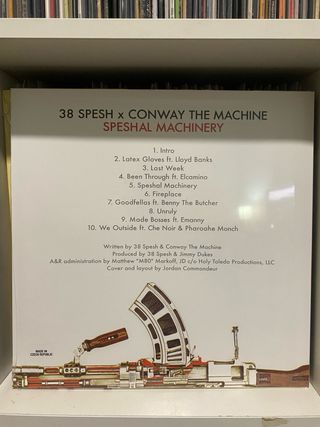 38 SPESH x CONWAY THE MACHINE
SPESHAL MACHINERY
1. Intro
2. Latex Gloves ft. Lloyd Banks
3. Last Week
4. Been Through ft. Elcamino
5. Speshal Machinery
6. Fireplace
7. Goodfellas ft. Benny The Butcher
8. Unruly
9. Made Bosses ft. Emanny
10. We Outside ft. Che Noir & Pharoahe Monch
Written by 38 Spesh & Conway The Machine
Produced by 38 Spesh & Jimmy Dukes
A&R administration by Matthew "M80" Markoff, JD c/o Holy Toledo Productions, LLC
Cover and layout by Jordan Commandeur
MADE IN
CZECH REPUBLIC